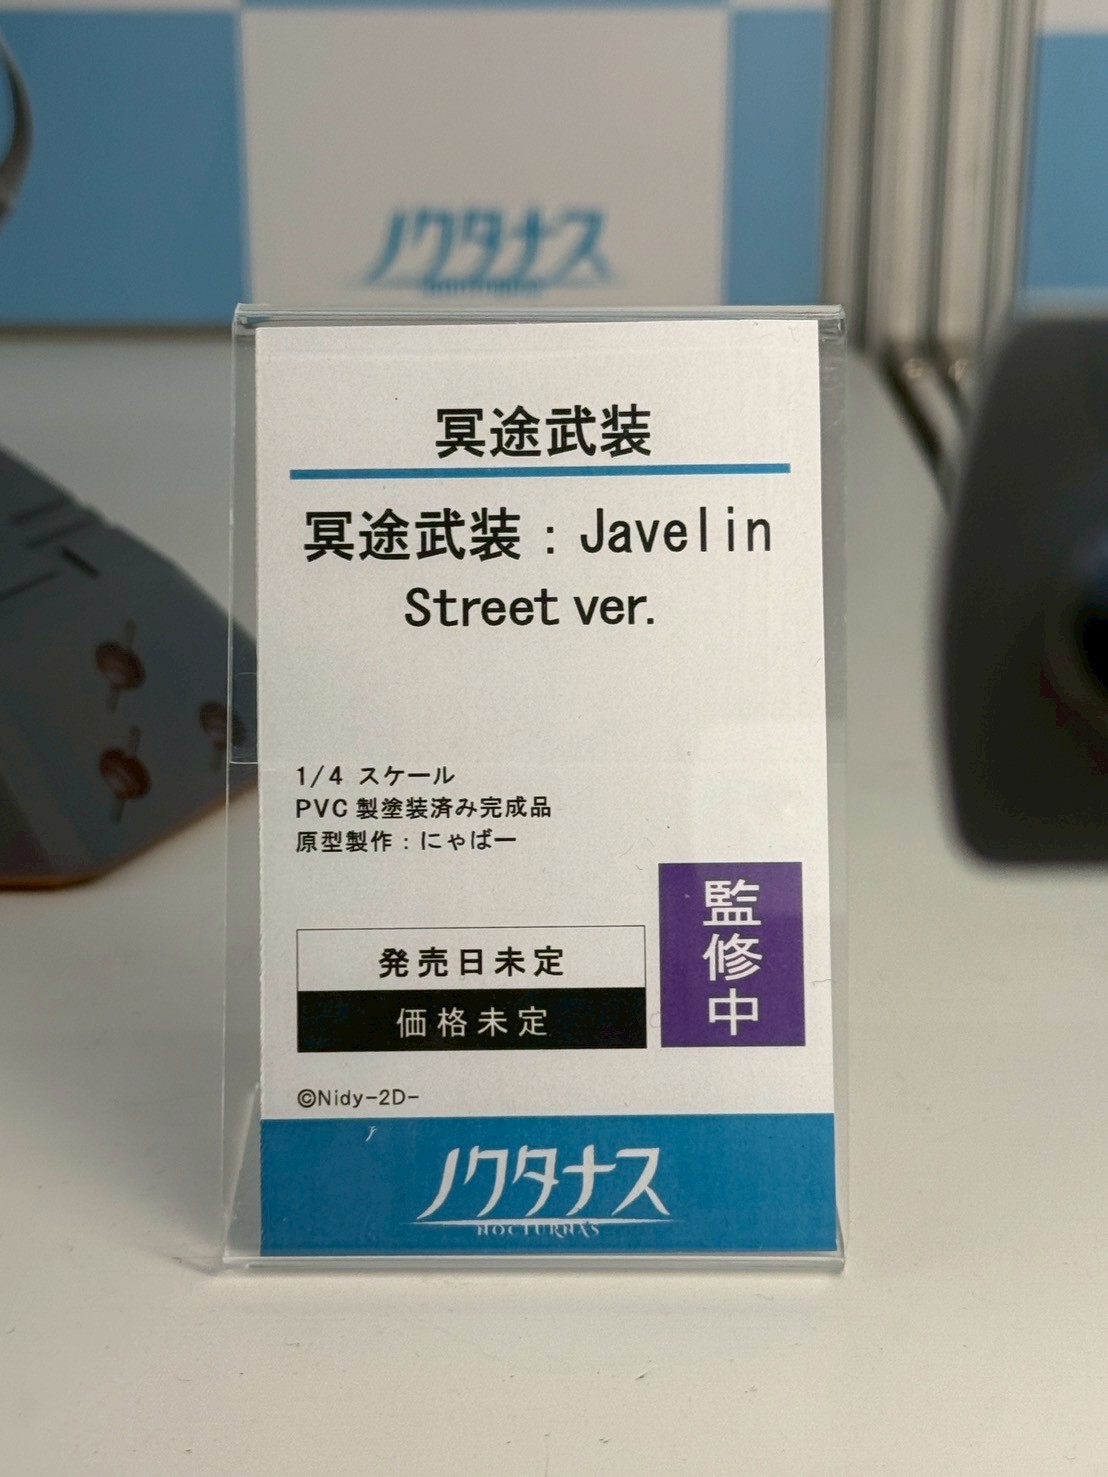 ノクタナス
冥途武装
冥途武装：Javelin
Street ver.
1/4 スケール
PVC 製塗装済み完成品
原型製作：にゃばー
発売日未定
価格未定
監修中
©Nidy-2D-
ノクタナス
NOCTURNAS